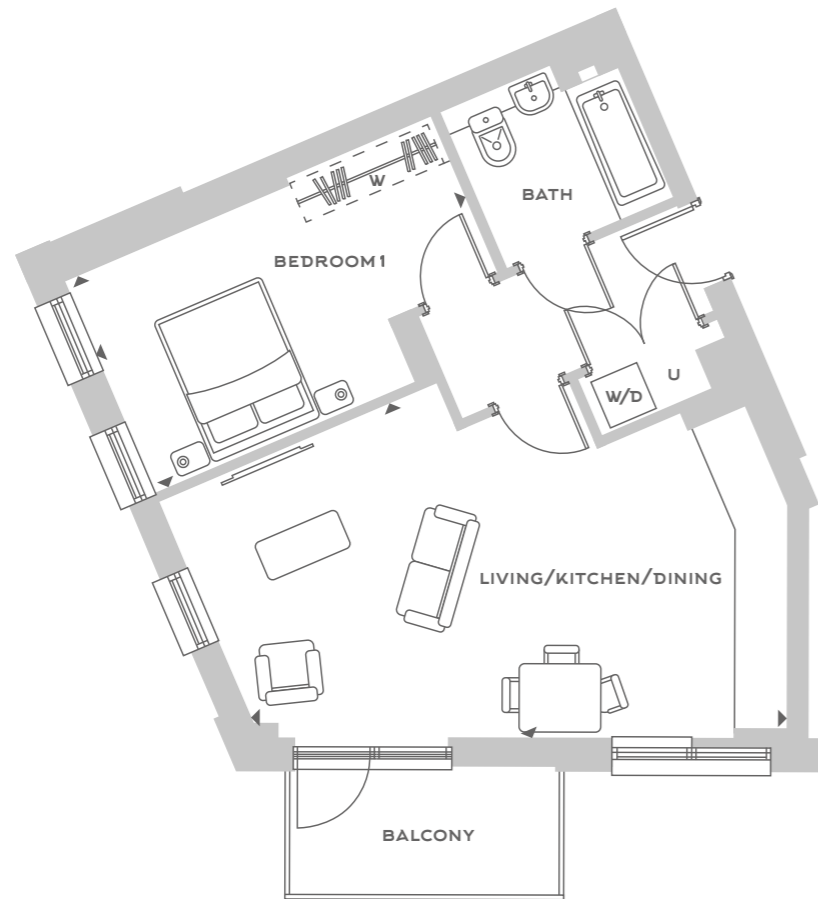 W
BATH
BEDROOM 1
U
W/D
LIVING/KITCHEN/DINING
BALCONY